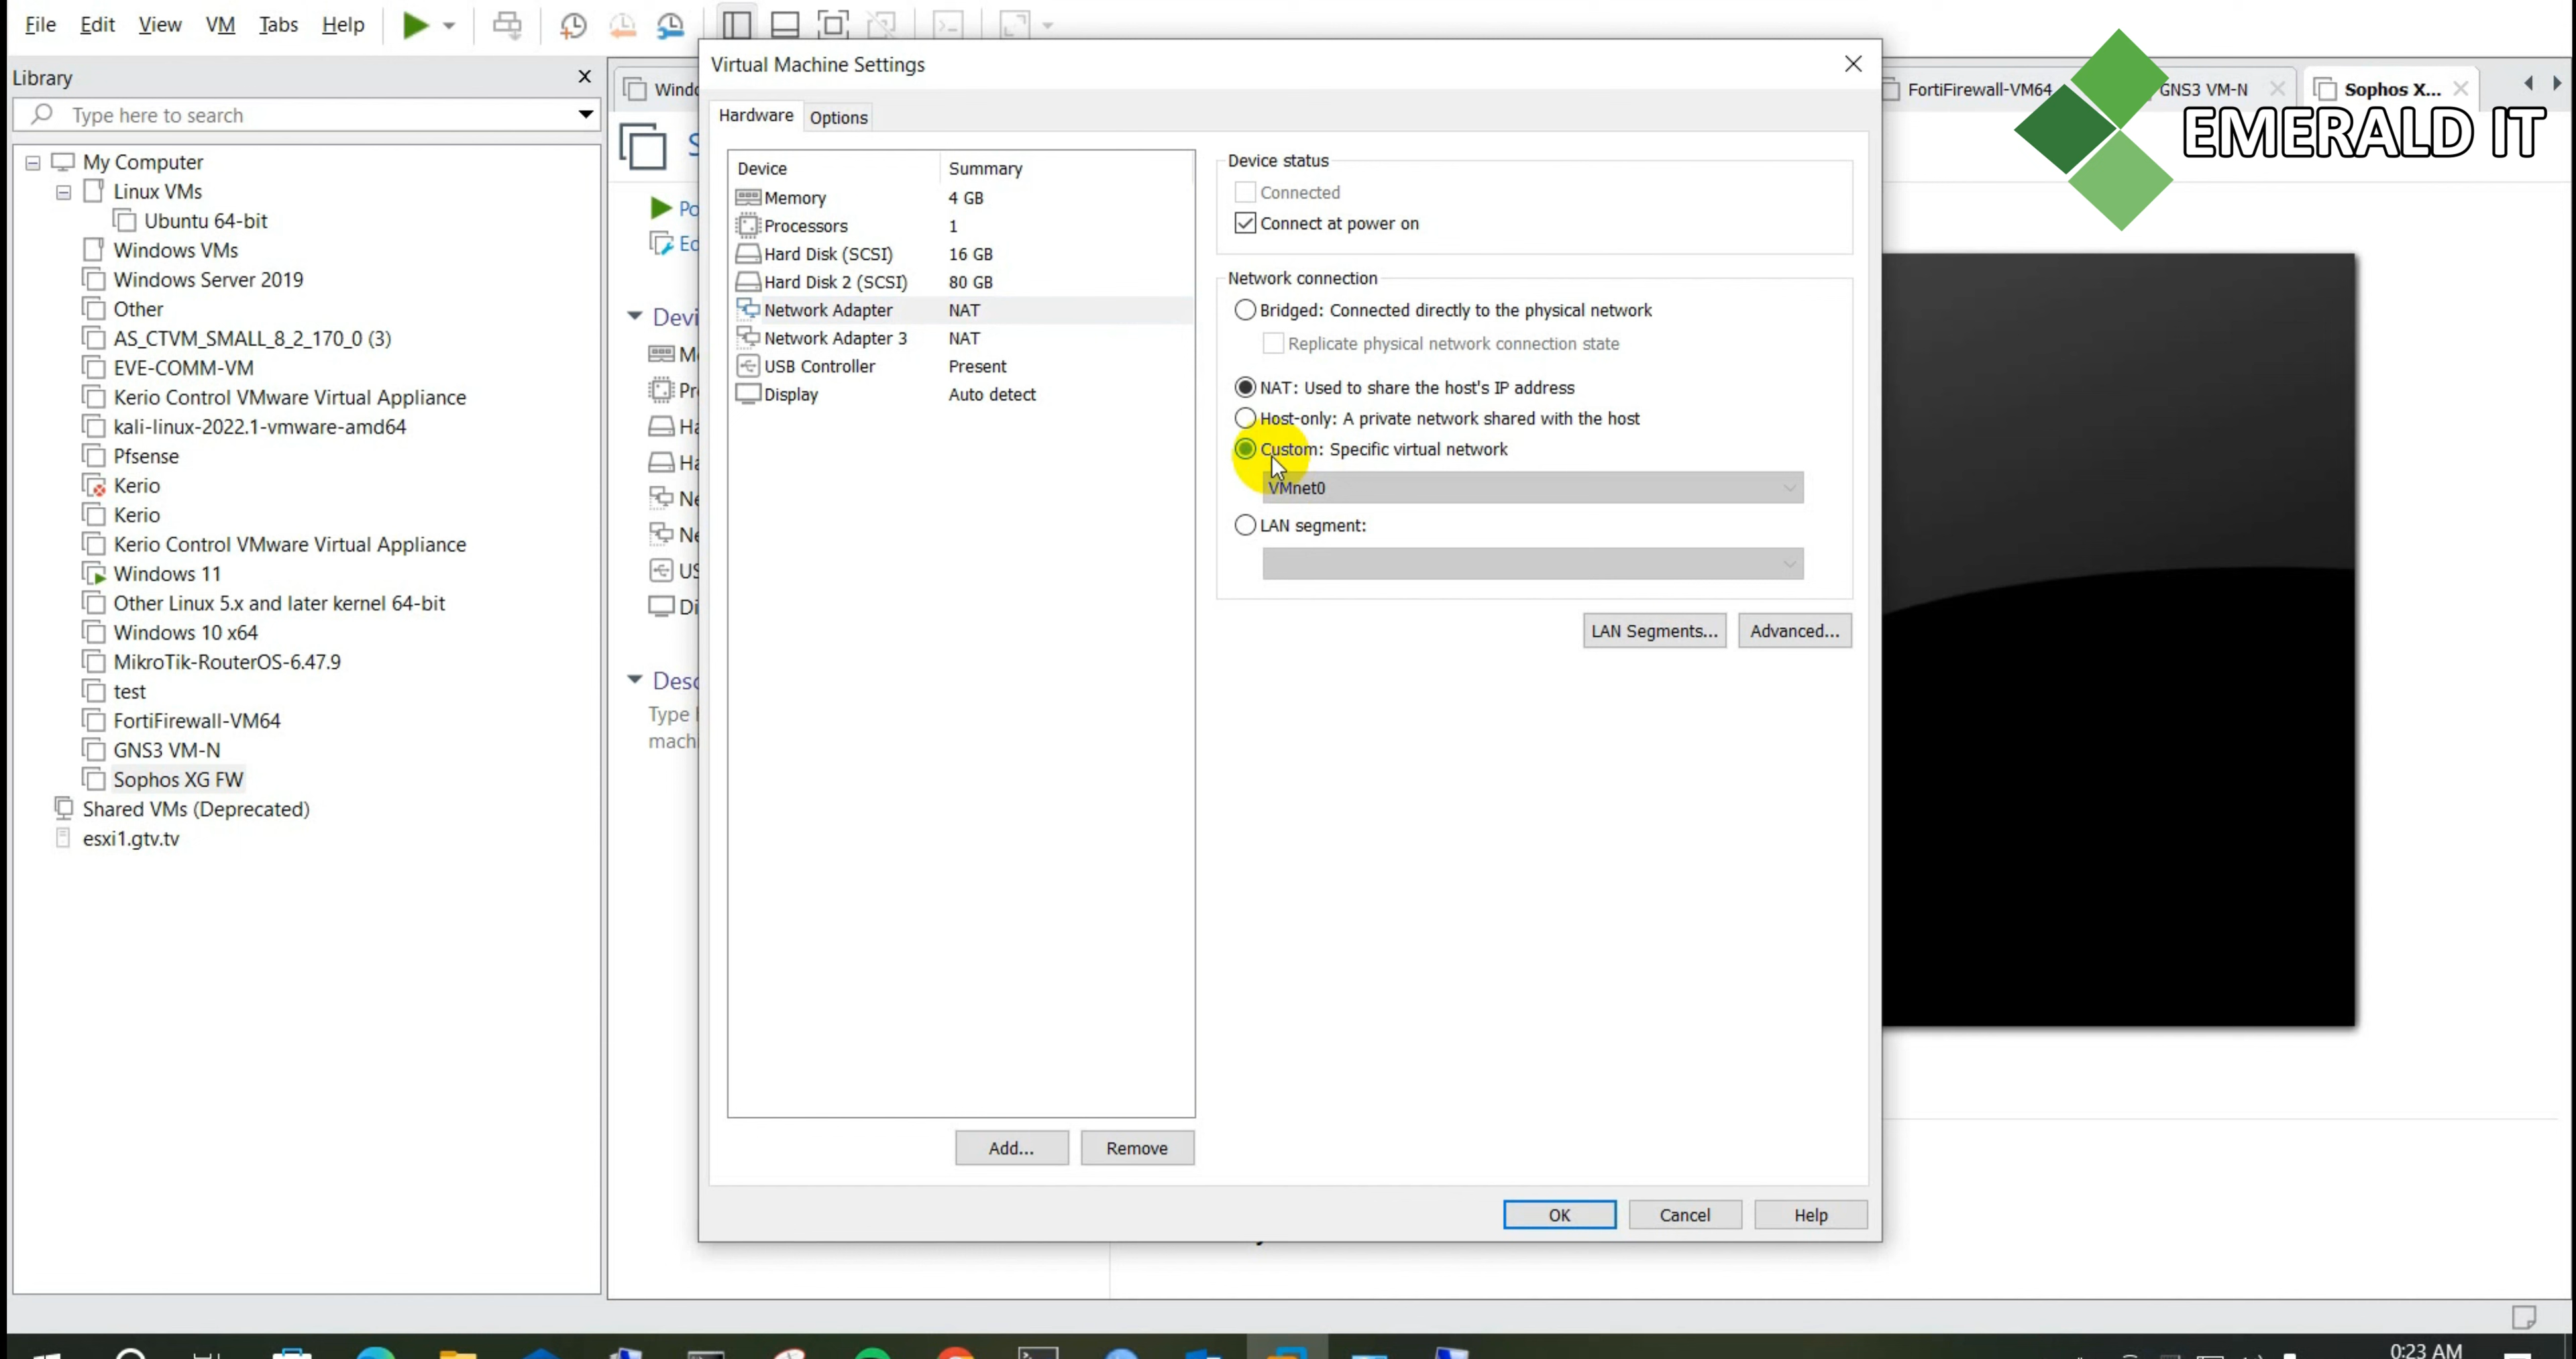 File Edit View VM Tabs Help
Library
Type here to search
My Computer
Linux VMs
Ubuntu 64-bit
Windows VMs
Windows Server 2019
Other
AS_CTVM_SMALL_8_2_170_0 (3)
EVE-COMM-VM
Kerio Control VMware Virtual Appliance
kali-linux-2022.1-vmware-amd64
Pfsense
Kerio
Kerio
Kerio Control VMware Virtual Appliance
Windows 11
Other Linux 5.x and later kernel 64-bit
Windows 10 x64
MikroTik-RouterOS-6.47.9
test
FortiFirewall-VM64
GNS3 VM-N
Sophos XG FW
Shared VMs (Deprecated)
esxi1.gtv.tv
FortiFirewall-VM64
GNS3 VM-N
Sophos X...
EMERALD IT
Type
Virtual Machine Settings
Hardware Options
Device Summary
Memory 4 GB
Processors 1
Hard Disk (SCSI) 16 GB
Hard Disk 2 (SCSI) 80 GB
Network Adapter NAT
Network Adapter 3 NAT
USB Controller Present
Display Auto detect
Add... Remove
Device status
Connected
Connect at power on
Network connection
Bridged: Connected directly to the physical network
Replicate physical network connection state
NAT: Used to share the host's IP address
Host-only: A private network shared with the host
Custom: Specific virtual network
VMnet0
LAN segment:
LAN Segments... Advanced...
OK Cancel Help
0:23 AM